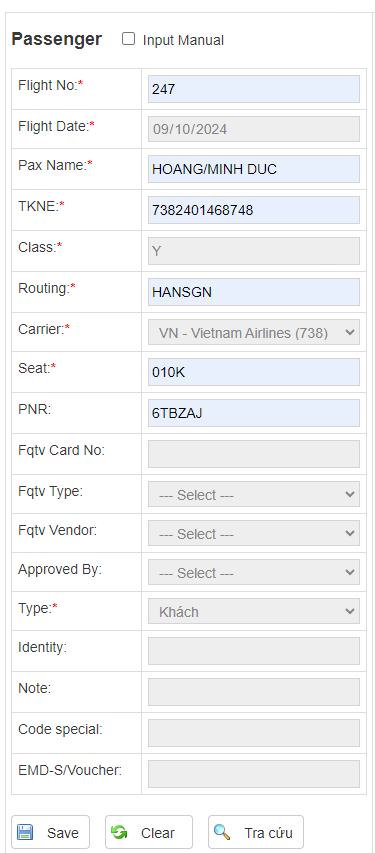 Passenger Input Manual
Flight No:* 247
Flight Date:* 09/10/2024
Pax Name:* HOANG/MINH DUC
TKNE:* 7382401468748
Class:* Y
Routing:* HANSGN
Carrier:* VN - Vietnam Airlines (738)
Seat:* 010K
PNR: 6TBZAJ
Fqtv Card No:
Fqtv Type: --- Select ---
Fqtv Vendor: --- Select ---
Approved By: --- Select ---
Type:* Khách
Identity:
Note:
Code special:
EMD-S/Voucher:
Save Clear Tra cứu